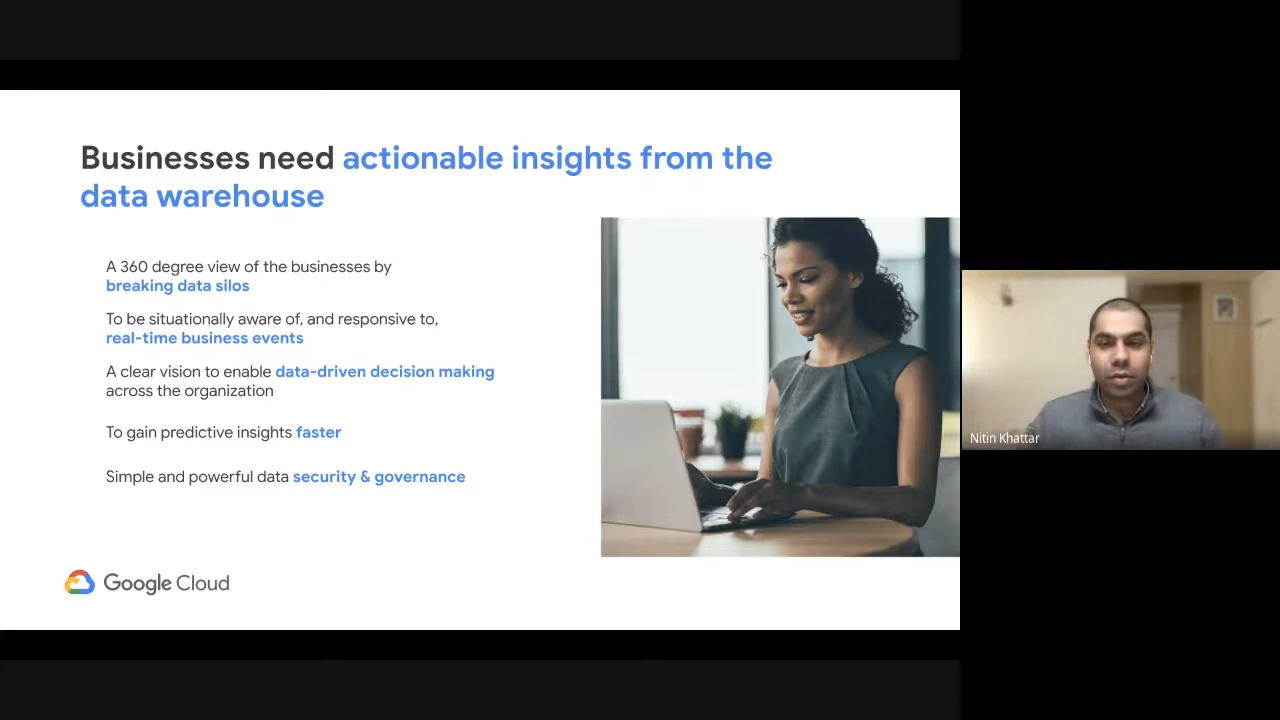 Businesses need actionable insights from the
data warehouse
A 360 degree view of the businesses by
breaking data silos
To be situationally aware of, and responsive to,
real-time business events
A clear vision to enable data-driven decision making
across the organization
To gain predictive insights faster
Simple and powerful data security & governance
Google Cloud
Nitin Khattar